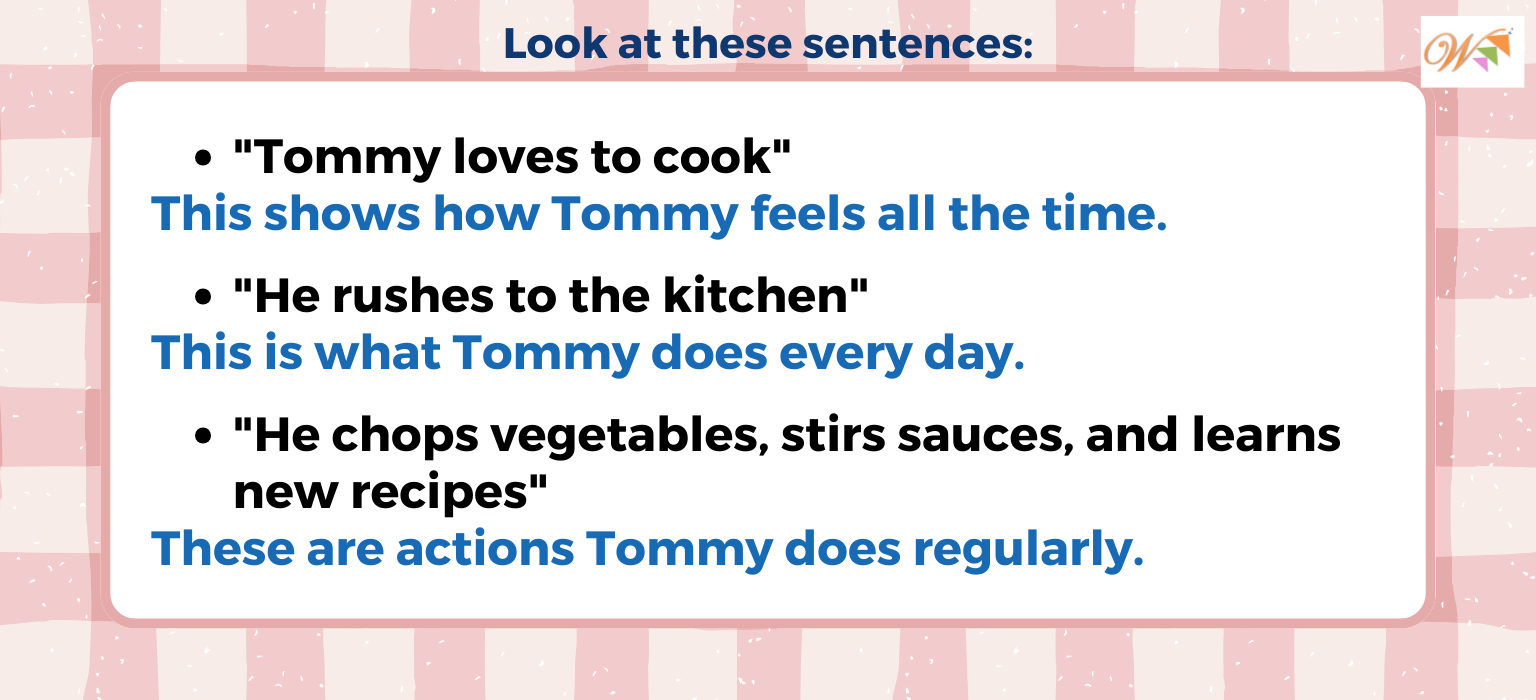 Look at these sentences:
W
• "Tommy loves to cook"
This shows how Tommy feels all the time.
• "He rushes to the kitchen"
This is what Tommy does every day.
• "He chops vegetables, stirs sauces, and learns
new recipes"
These are actions Tommy does regularly.